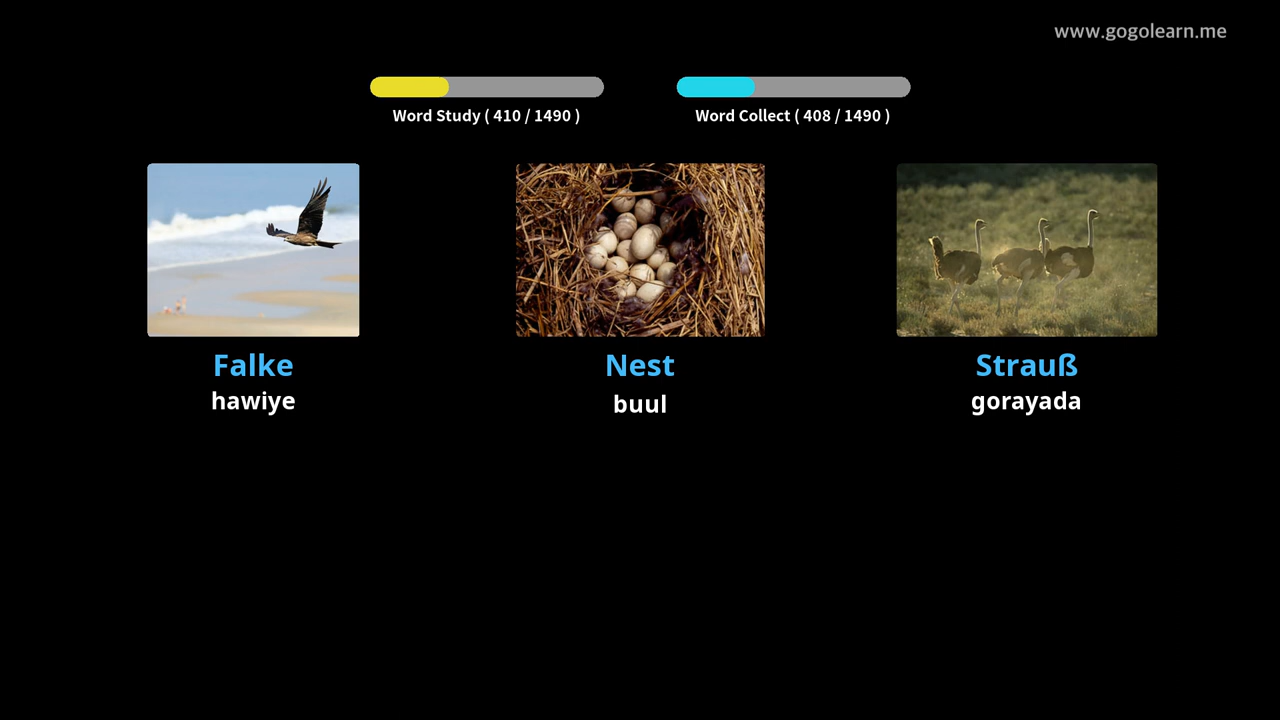 www.gogolearn.me
Word Study ( 410 / 1490 )
Word Collect ( 408 / 1490 )
Falke
hawiye
Nest
buul
Strauß
gorayada